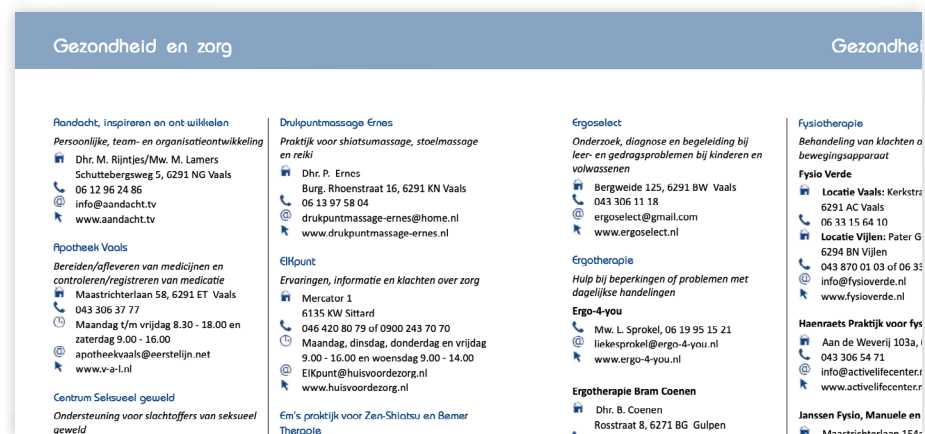 Gezondheid en zorg
Aandacht, inspireren en ont-wikkelen
Persoonlijke, team- en organisatieontwikkeling
Dhr. M. Rijntjes/Mw. M. Lamers
Schuttebergsweg 5, 6291 NG Vaals
06 12 96 24 86
info@aandacht.tv
www.aandacht.tv
Apotheek Vaals
Bereiden/afleveren van medicijnen en
controleren/registreren van medicatie
Maastrichterlaan 58, 6291 ET Vaals
043 306 37 77
Maandag t/m vrijdag 8.30 - 18.00 en
zaterdag 9.00 - 16.00
apotheekvaals@eerstelijn.net
www.v-a-l.nl
Centrum Seksueel geweld
Ondersteuning voor slachtoffers van seksueel
geweld
Drukpuntmassage Ernes
Praktijk voor shiatsumassage, stoelmassage
en reiki
Dhr. P. Ernes
Burg. Rhoenstraat 16, 6291 KN Vaals
06 13 97 58 04
drukpuntmassage-ernes@home.nl
www.drukpuntmassage-ernes.nl
ElKpunt
Ervaringen, informatie en klachten over zorg
Mercator 1
6135 KW Sittard
046 420 80 79 of 0900 243 70 70
Maandag, dinsdag, donderdag en vrijdag
9.00 - 16.00 en woensdag 9.00 - 14.00
EIKpunt@huisvoordezorg.nl
www.huisvoordezorg.nl
Em's praktijk voor Zen-Shiatsu en Bemer
Therapie
Gezondhei
Ergoselect
Onderzoek, diagnose en begeleiding bij
leer- en gedragsproblemen bij kinderen en
volwassenen
Bergweide 125, 6291 BW Vaals
043 306 11 18
ergoselect@gmail.com
www.ergoselect.nl
Ergotherapie
Hulp bij beperkingen of problemen met
dagelijkse handelingen
Ergo-4-you
Mw. L. Sprokel, 06 19 95 15 21
liekesprokel@ergo-4-you.nl
www.ergo-4-you.nl
Ergotherapie Bram Coenen
Dhr. B. Coenen
Rosstraat 8, 6271 BG Gulpen
Fysiotherapie
Behandeling van klachten a
bewegingsapparaat
Fysio Verde
Locatie Vaals: Kerkstra
6291 AC Vaals
06 33 15 64 10
Locatie Vijlen: Pater G
6294 BN Vijlen
043 870 01 03 of 06 33
info@fysioverde.nl
www.fysioverde.nl
Haenraets Praktijk voor fys
Aan de Weverij 103a,
043 306 54 71
info@activelifecenter.n
www.activelifecenter.n
Janssen Fysio, Manuele en
Maastrichterlaan 154a